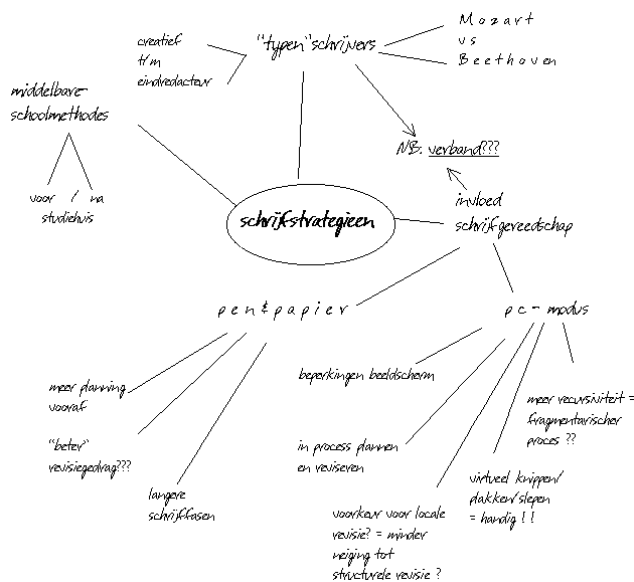 "typen" schrijvers
creatief
t/m
eindredacteur
Mozart
vs
Beethoven
middelbare-
schoolmethodes
voor / na
studiehuis
NB: verband???
invloed
schrijfgereedschap
schrijfstrategieen
pen & papier
pc - modus
meer planning
vooraf
"beter"
revisiegedrag???
langere
schrijffasen
beperkingen beeldscherm
in process plannen
en reviseren
voorkeur voor locale
revisie? = minder
neiging tot
structurele revisie ?
virtueel knippen/
plakken/slepen
= handig ! !
meer recursiviteit =
fragmentarischer
proces ??